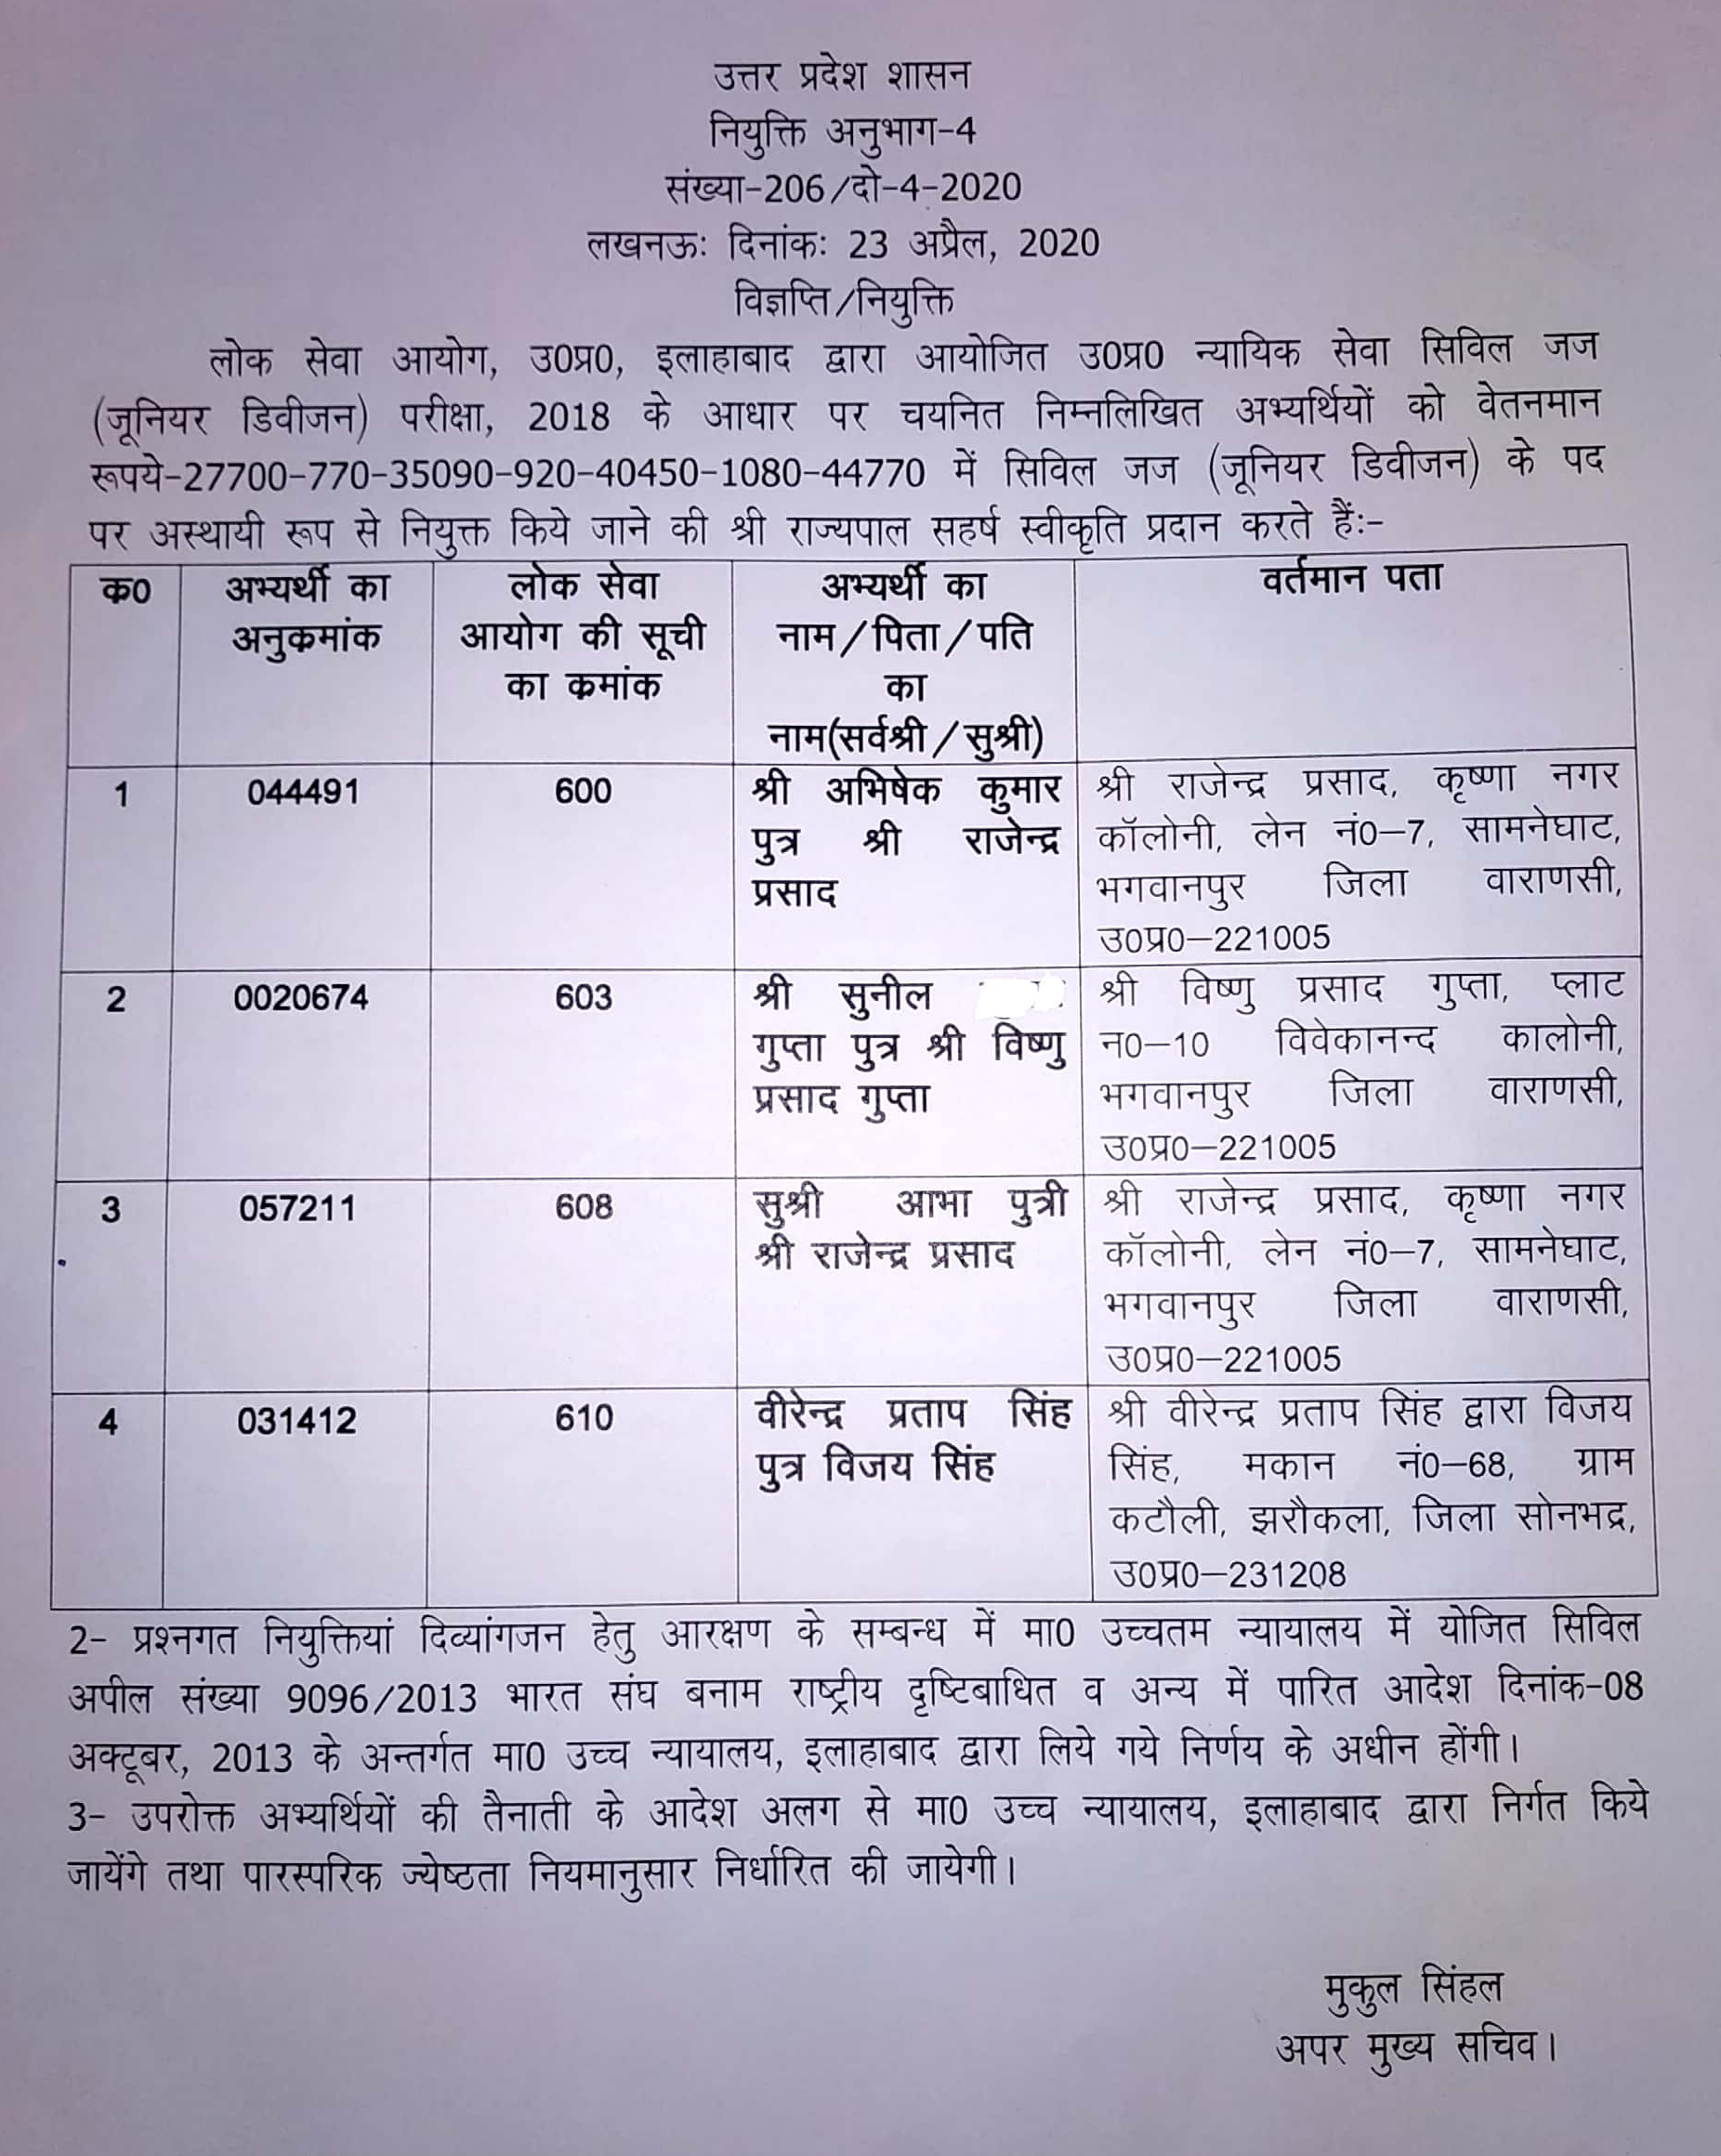 उत्तर प्रदेश शासन
नियुक्ति अनुभाग-4
संख्या-206/दो-4-2020
लखनऊः दिनांकः 23 अप्रैल, 2020
विज्ञप्ति/नियुक्ति
लोक सेवा आयोग, उ0प्र0, इलाहाबाद द्वारा आयोजित उ0प्र0 न्यायिक सेवा सिविल जज
(जूनियर डिवीजन) परीक्षा, 2018 के आधार पर चयनित निम्नलिखित अभ्यर्थियों को वेतनमान
रूपये-27700-770-35090-920-40450-1080-44770 में सिविल जज (जूनियर डिवीजन) के पद
पर अस्थायी रूप से नियुक्त किये जाने की श्री राज्यपाल सहर्ष स्वीकृति प्रदान करते हैंः-
क0 अभ्यर्थी का लोक सेवा अभ्यर्थी का वर्तमान पता
अनुकमांक आयोग की सूची नाम/पिता/पति
का कमांक का
नाम(सर्वश्री/सुश्री)
1 044491 600 श्री अभिषेक कुमार श्री राजेन्द्र प्रसाद, कृष्णा नगर
पुत्र श्री राजेन्द्र कॉलोनी, लेन नं0–7, सामनेघाट,
प्रसाद भगवानपुर जिला वाराणसी,
उ0प्र0–221005
2 0020674 603 श्री सुनील श्री विष्णु प्रसाद गुप्ता, प्लाट
गुप्ता पुत्र श्री विष्णु न0–10 विवेकानन्द कालोनी,
प्रसाद गुप्ता भगवानपुर जिला वाराणसी,
उ0प्र0–221005
3 057211 608 सुश्री आभा पुत्री श्री राजेन्द्र प्रसाद, कृष्णा नगर
श्री राजेन्द्र प्रसाद कॉलोनी, लेन नं0–7, सामनेघाट,
भगवानपुर जिला वाराणसी,
उ0प्र0–221005
4 031412 610 वीरेन्द्र प्रताप सिंह श्री वीरेन्द्र प्रताप सिंह द्वारा विजय
पुत्र विजय सिंह सिंह, मकान नं0–68, ग्राम
कटौली, झरौकला, जिला सोनभद्र,
उ0प्र0–231208
2- प्रश्नगत नियुक्तियां दिव्यांगजन हेतु आरक्षण के सम्बन्ध में मा0 उच्चतम न्यायालय में योजित सिविल
अपील संख्या 9096/2013 भारत संघ बनाम राष्ट्रीय दृष्टिबाधित व अन्य में पारित आदेश दिनांक-08
अक्टूबर, 2013 के अन्तर्गत मा0 उच्च न्यायालय, इलाहाबाद द्वारा लिये गये निर्णय के अधीन होंगी।
3- उपरोक्त अभ्यर्थियों की तैनाती के आदेश अलग से मा0 उच्च न्यायालय, इलाहाबाद द्वारा निर्गत किये
जायेंगे तथा पारस्परिक ज्येष्ठता नियमानुसार निर्धारित की जायेगी।
मुकुल सिंहल
अपर मुख्य सचिव।